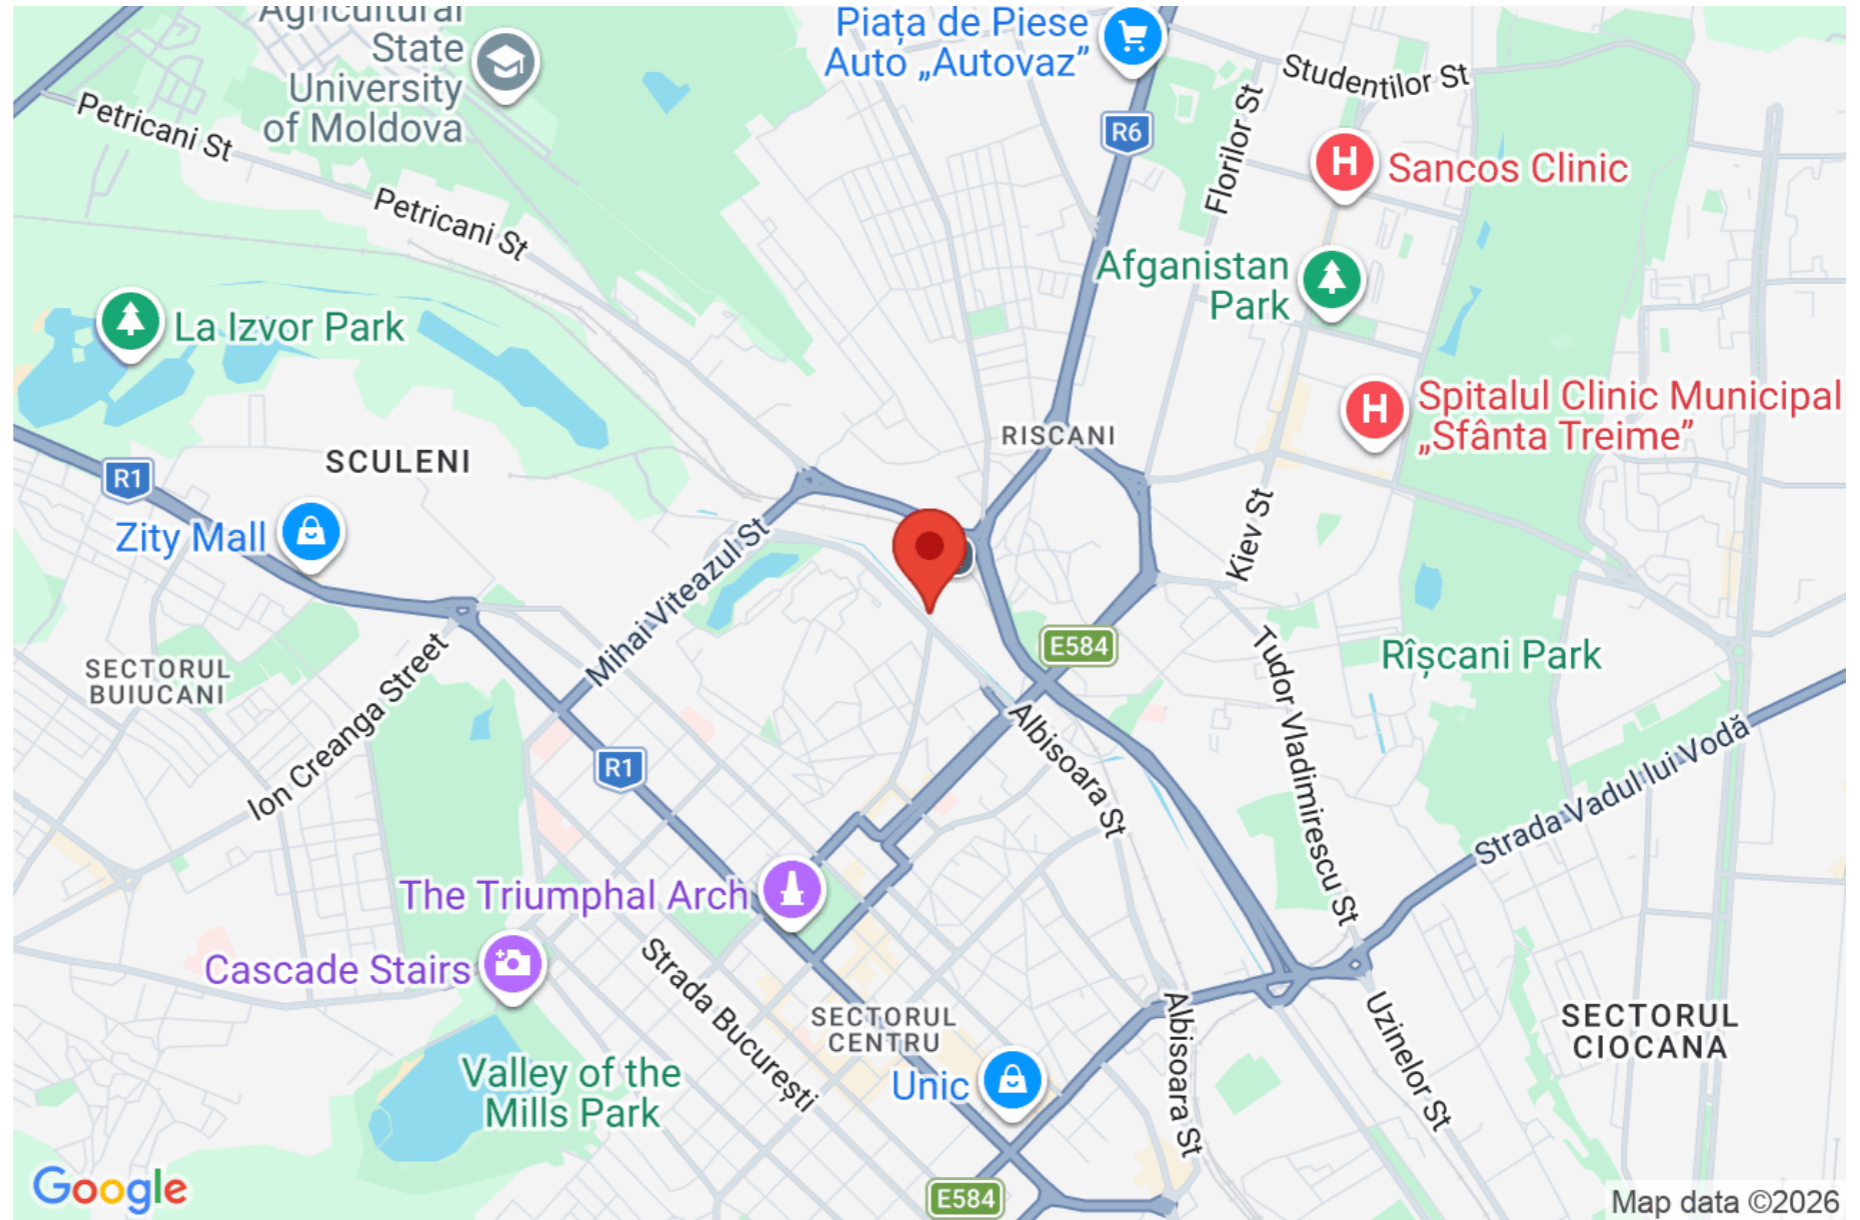 Agricultural
State
University
of Moldova
Piața de Piese
Auto „Autovaz”
Studentilor St
Petricani St
R6
Florilor St
Sancos Clinic
Petricani St
Afganistan
Park
La Izvor Park
Spitalul Clinic Municipal
„Sfânta Treime”
RISCANI
SCULENI
R1
Zity Mall
Mihai Viteazul St
Kiev St
E584
SECTORUL
BUIUCANI
Ion Creanga Street
Rîșcani Park
Tudor Vladimirescu St
Albisoara St
R1
Strada Vadul lui Vodă
The Triumphal Arch
Cascade Stairs
Strada București
SECTORUL
CENTRU
Albisoara St
Uzinelor St
SECTORUL
CIOCANA
Valley of the
Mills Park
Unic
Google
E584
Map data ©2026